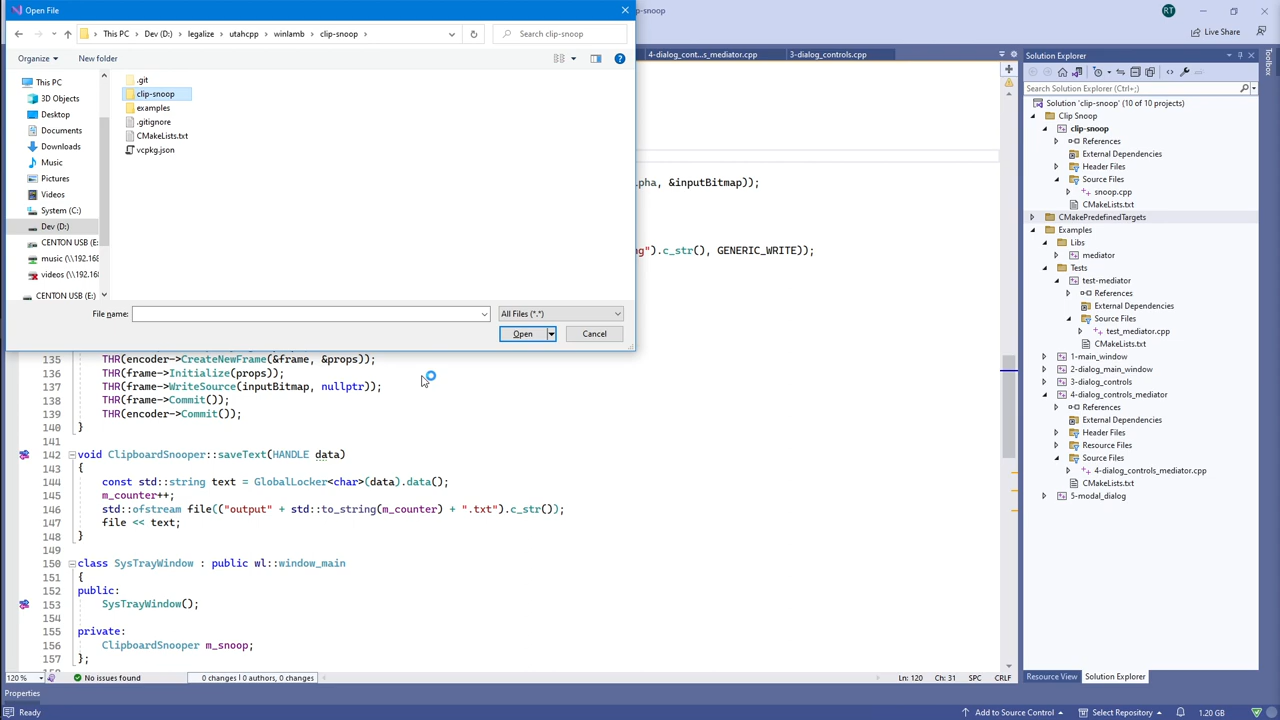 Open File
-snoop
RT
This PC > Dev (D:) > legalize > utahcpp > winlamb > clip-snoop >
Search clip-snoop
Live Share
Organize
New folder
4-dialog_cont...s_mediator.cpp
3-dialog_controls.cpp
Solution Explorer
Toolbox
This PC
3D Objects
Desktop
Documents
Downloads
Music
Pictures
Videos
System (C:)
Dev (D:)
CENTON USB (E:
music (\\192.168
videos (\\192.168
CENTON USB (E:)
.git
clip-snoop
examples
.gitignore
CMakeLists.txt
vcpkg.json
File name:
All Files (*.*)
Open
Cancel
pha, &inputBitmap));
g").c_str(), GENERIC_WRITE));
135 THR(encoder->CreateNewFrame(&frame, &props));
136 THR(frame->Initialize(props));
137 THR(frame->WriteSource(inputBitmap, nullptr));
138 THR(frame->Commit());
139 THR(encoder->Commit());
140 }
141
142 void ClipboardSnooper::saveText(HANDLE data)
143 {
144 const std::string text = GlobalLocker<char>(data).data();
145 m_counter++;
146 std::ofstream file(("output" + std::to_string(m_counter) + ".txt").c_str());
147 file << text;
148 }
149
150 class SysTrayWindow : public wl::window_main
151 {
152 public:
153 SysTrayWindow();
154
155 private:
156 ClipboardSnooper m_snoop;
157 };
120 %
No issues found
0 changes | 0 authors, 0 changes
Ln: 120
Ch: 31
SPC
CRLF
Search Solution Explorer (Ctrl+;)
Solution 'clip-snoop' (10 of 10 projects)
Clip Snoop
clip-snoop
References
External Dependencies
Header Files
Source Files
snoop.cpp
CMakeLists.txt
CMakePredefinedTargets
Examples
Libs
mediator
Tests
test-mediator
References
External Dependencies
Source Files
test_mediator.cpp
CMakeLists.txt
1-main_window
2-dialog_main_window
3-dialog_controls
4-dialog_controls_mediator
References
External Dependencies
Header Files
Resource Files
Source Files
4-dialog_controls_mediator.cpp
CMakeLists.txt
5-modal_dialog
Resource View
Solution Explorer
Properties
Ready
Add to Source Control
Select Repository
1.20 GB